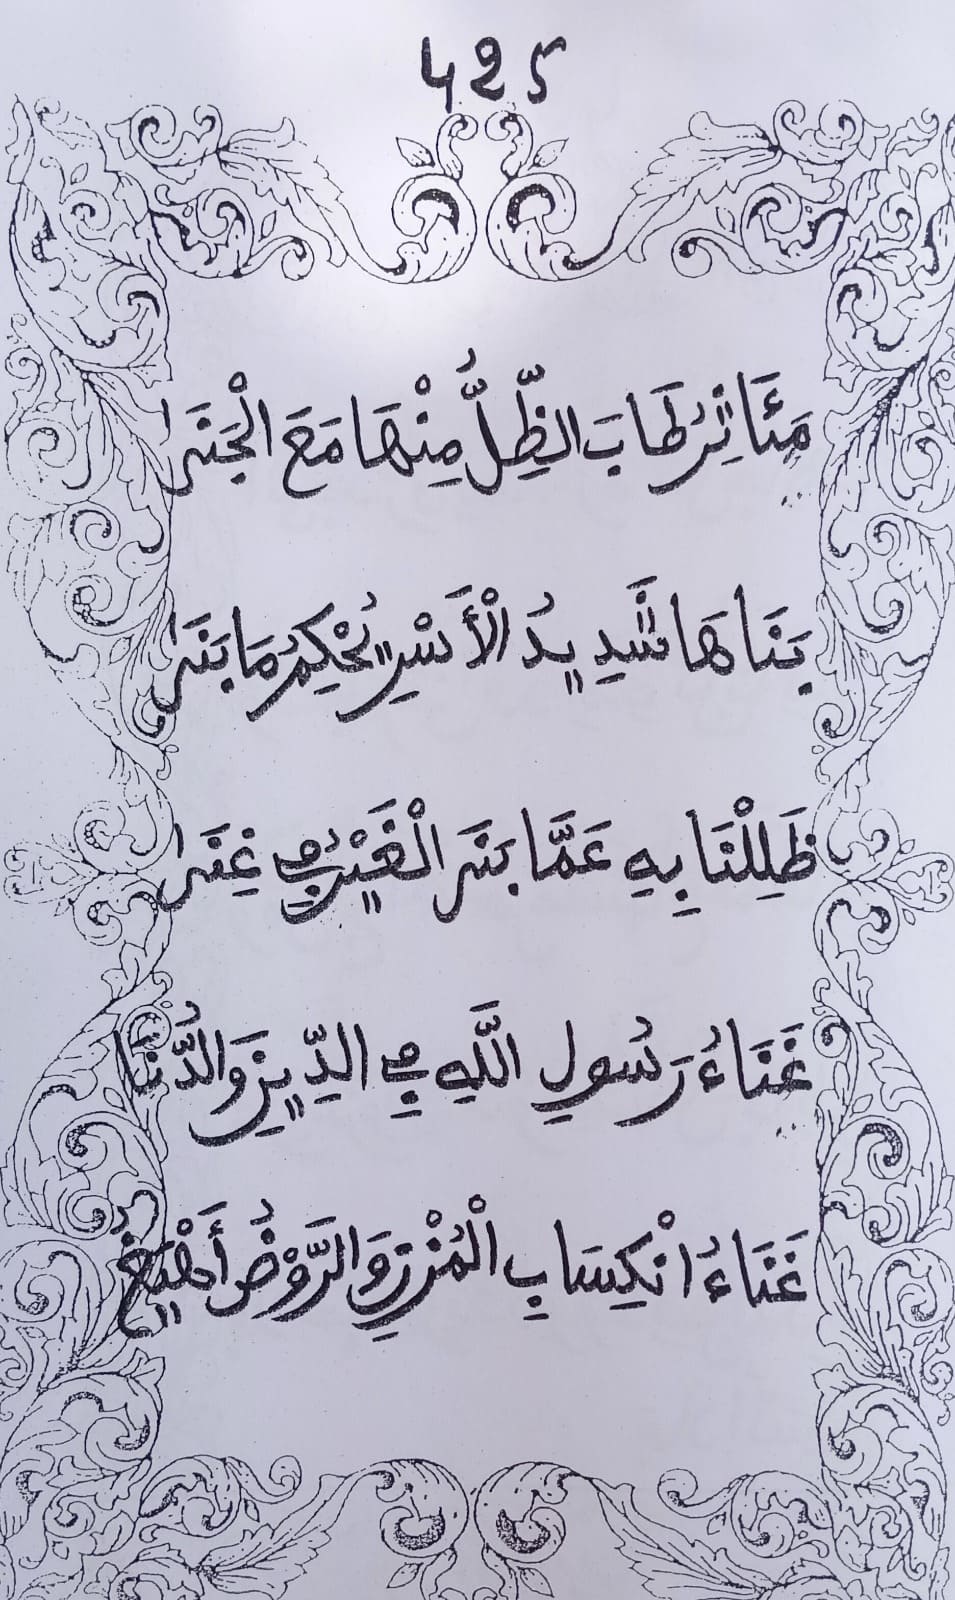 425
مَئَاثِرُ طَابَ الظِّلُّ مِنْهَا مَعَ الْجَنَى
بَنَاهَا شَدِيدُ الْأَسْرِ يُحْكِمُ مَا بَنَى
ظَلِلْنَا بِهِ عَمَّا بَنَى الْغَيْرُ فِي غِنَى
غَنَاءُ رَسُولِ اللَّهِ فِي الدِّينِ وَالدُّنَا
غَنَاءُ انْكِسَابِ الْمُزْنِ وَالرَّوْضُ